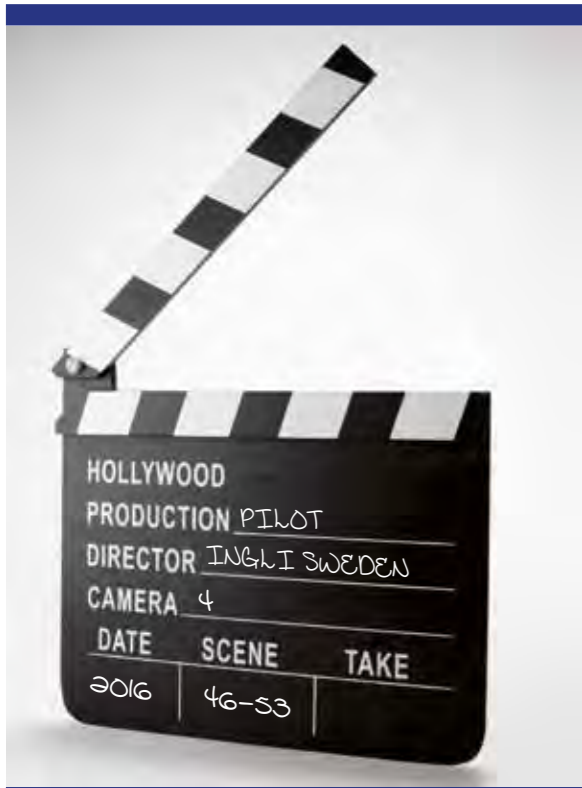 HOLLYWOOD
PRODUCTION PILOT
DIRECTOR INGLI SWEDEN
CAMERA 4
DATE SCENE TAKE
2016 46-53